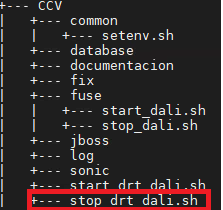 +--- CCV
|   +--- common
|   |   +--- setenv.sh
|   +--- database
|   +--- documentacion
|   +--- fix
|   +--- fuse
|   |   +--- start_dali.sh
|   |   +--- stop_dali.sh
|   +--- jboss
|   +--- log
|   +--- sonic
|   +--- start_drt_dali.sh
|   +--- stop_drt_dali.sh